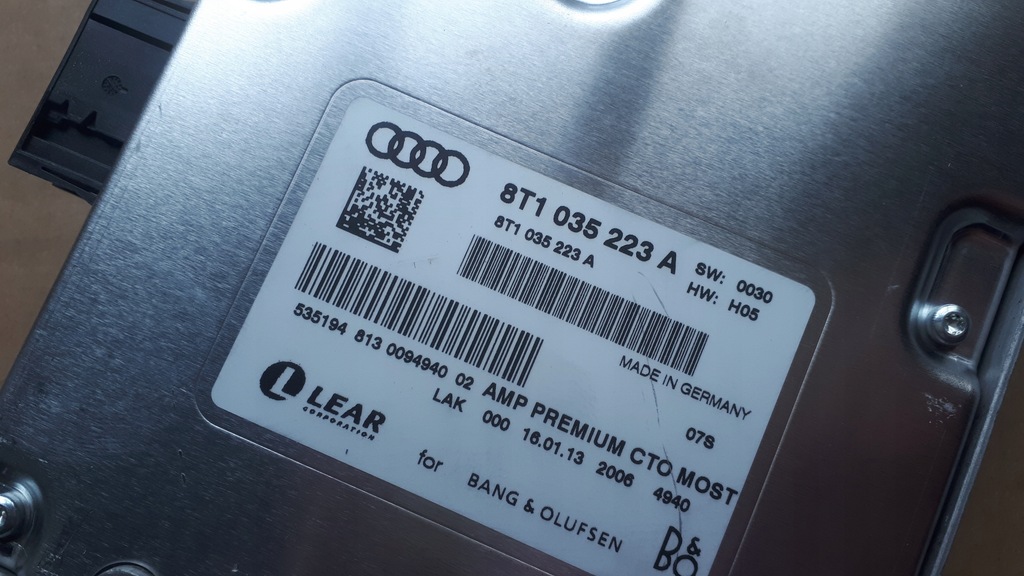 8T1 035 223 A
8T1 035 223 A
SW: 0030
HW: H05
MADE IN GERMANY
07S
535194 813 0094940 02 AMP PREMIUM CTO MOST
LAK 000 16.01.13 2006 4940
L LEAR
CORPORATION
for BANG & OLUFSEN
B&O